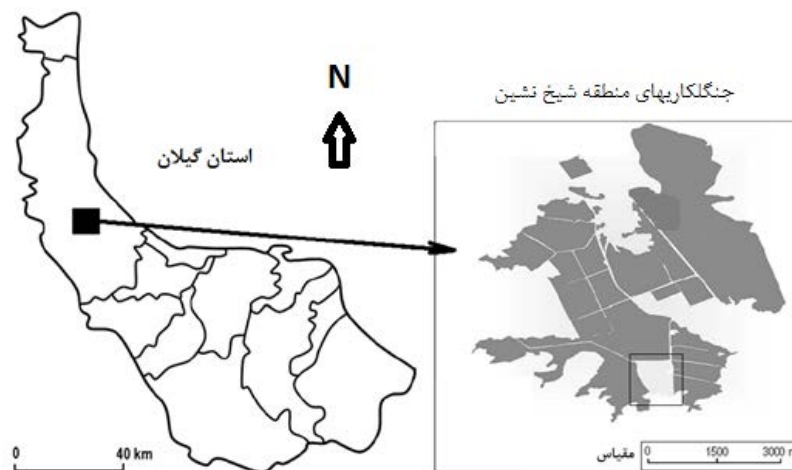 N
جنگلکاریهای منطقه شیخ نشین
استان گیلان
0 40 km
مقیاس
0 1500 3000 m